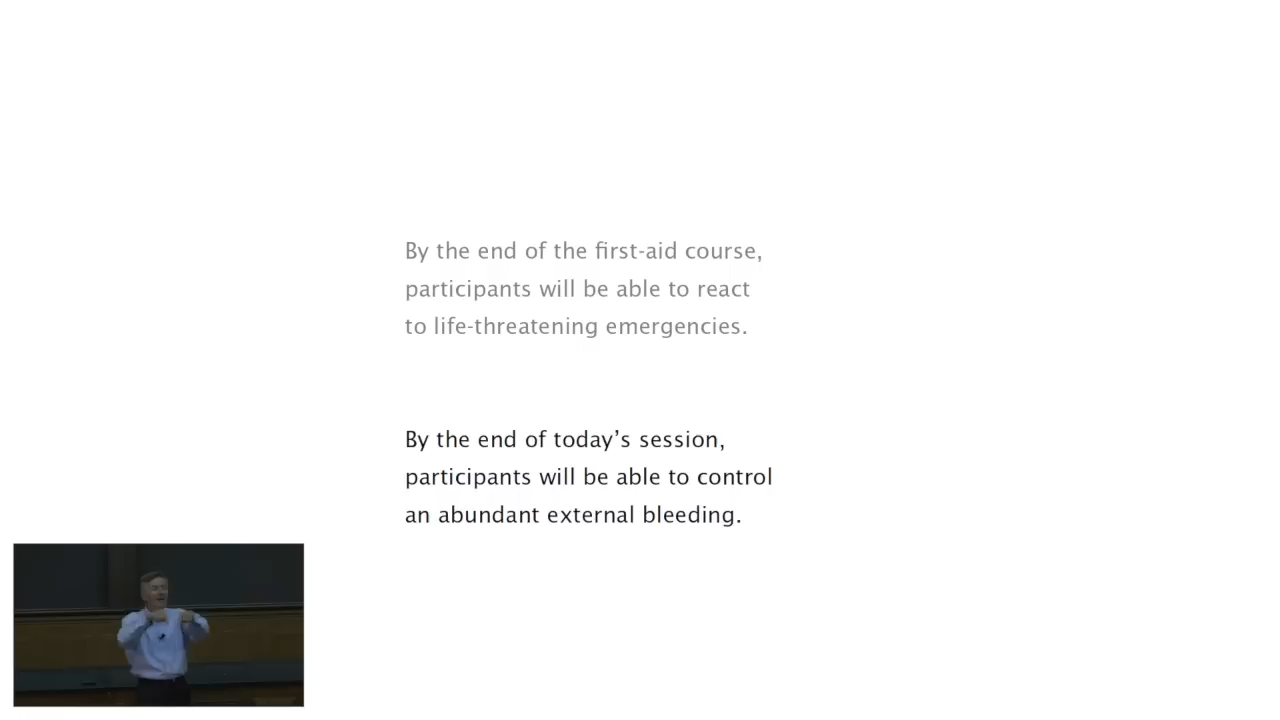 By the end of the first-aid course,
participants will be able to react
to life-threatening emergencies.
By the end of today’s session,
participants will be able to control
an abundant external bleeding.